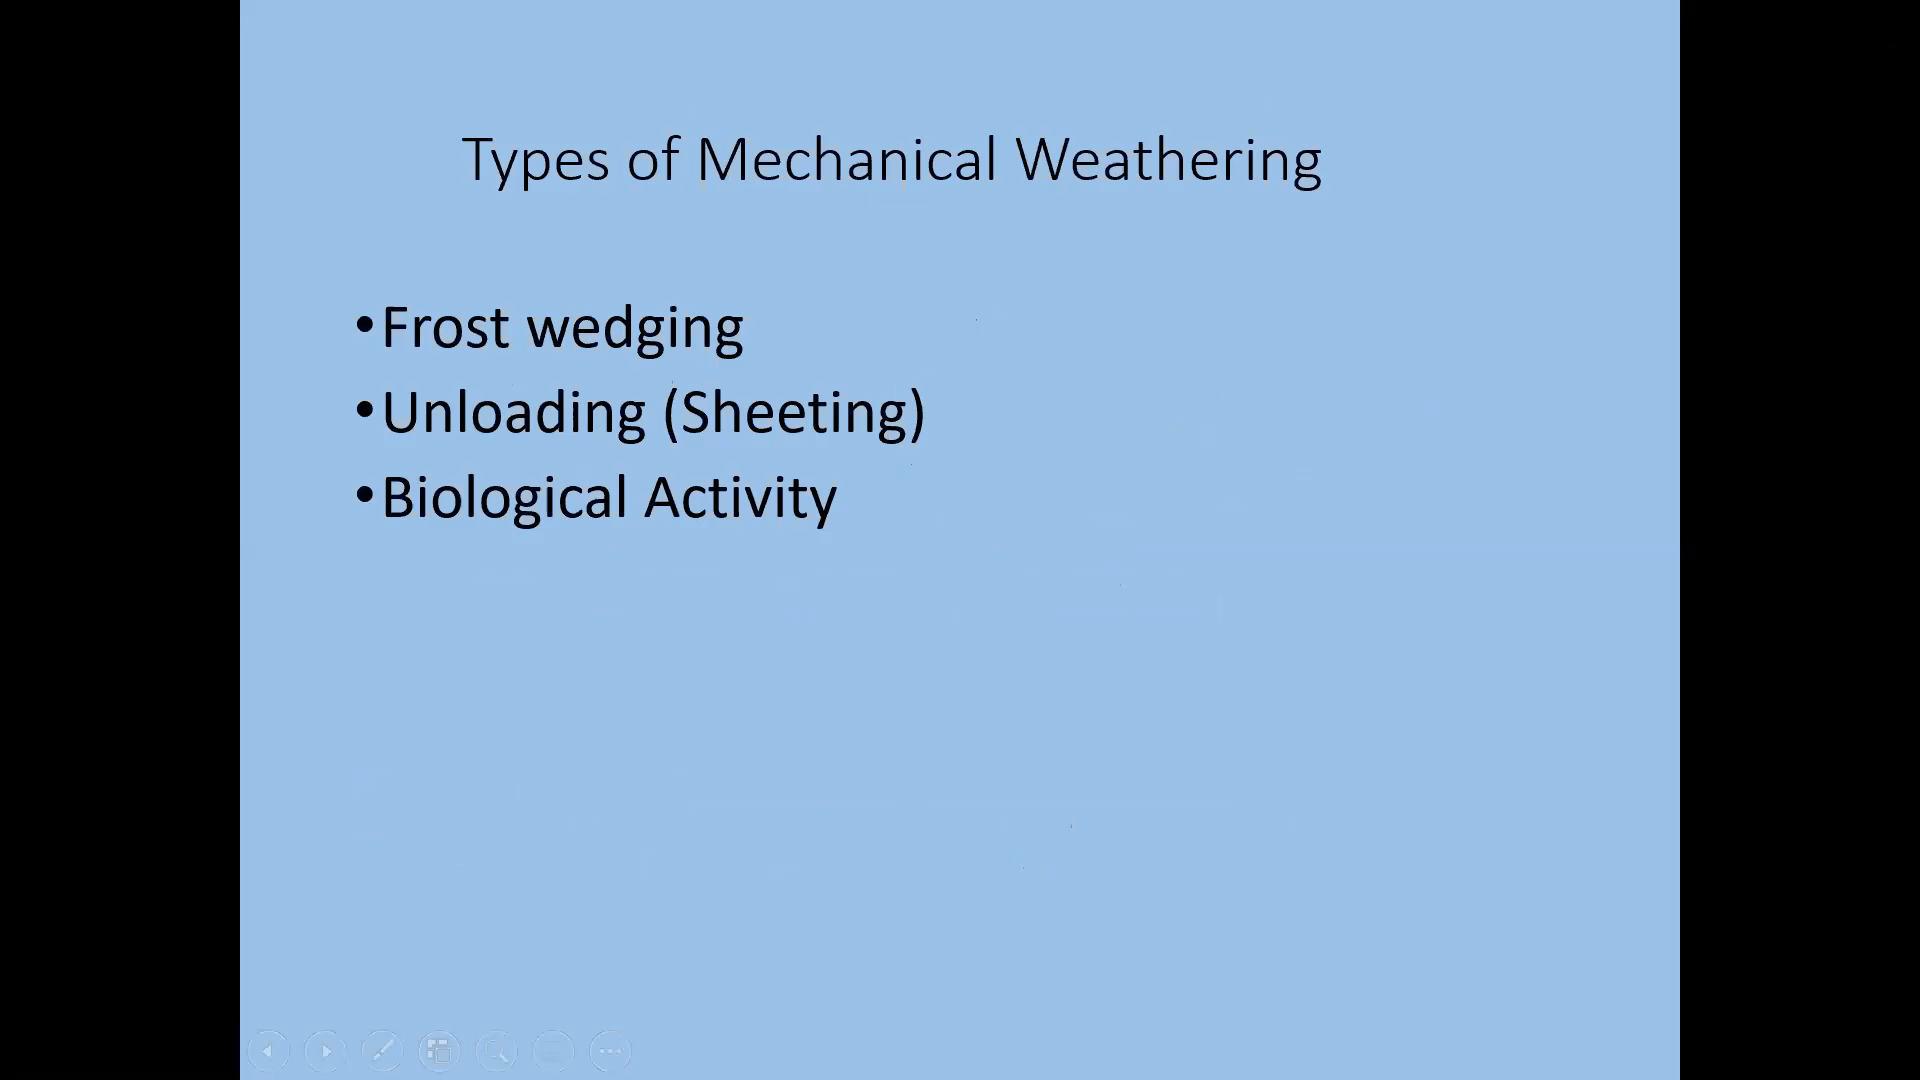 Types of Mechanical Weathering
•Frost wedging
•Unloading (Sheeting)
•Biological Activity